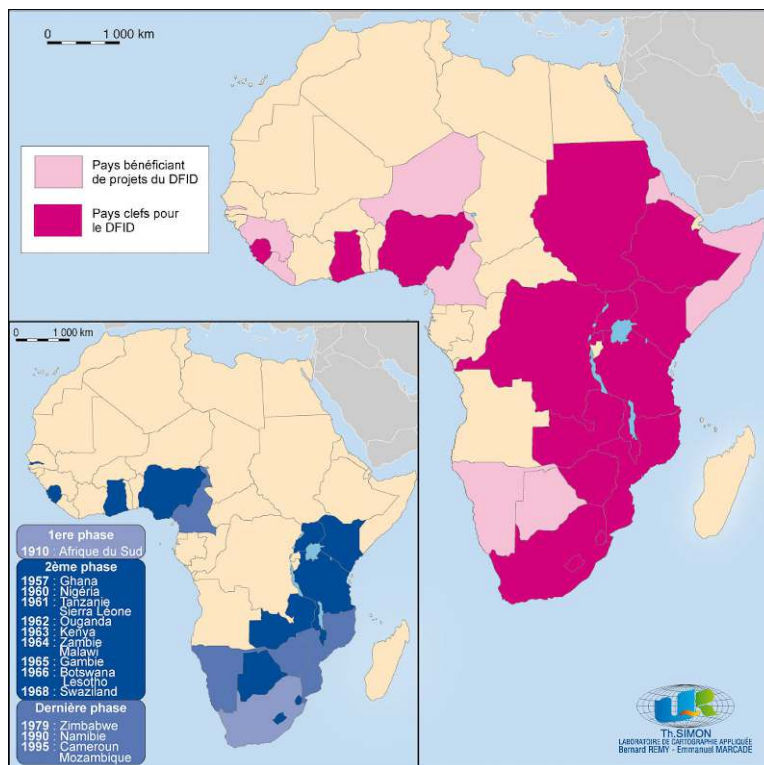 0 1 000 km
Pays bénéficiant
de projets du DFID
Pays clefs pour
le DFID
0 1 000 km
1ere phase
1910 : Afrique du Sud
2ème phase
1957 : Ghana
1960 : Nigéria
1961 : Tanzanie
Sierra Léone
1962 : Ouganda
1963 : Kenya
1964 : Zambie
Malawi
1965 : Gambie
1966 : Botswana
Lesotho
1968 : Swaziland
Dernière phase
1979 : Zimbabwe
1990 : Namibie
1995 : Cameroun
Mozambique
Th.SIMON
LABORATOIRE DE CARTOGRAPHIE APPLIQUÉE
Bernard REMY - Emmanuel MARCADE